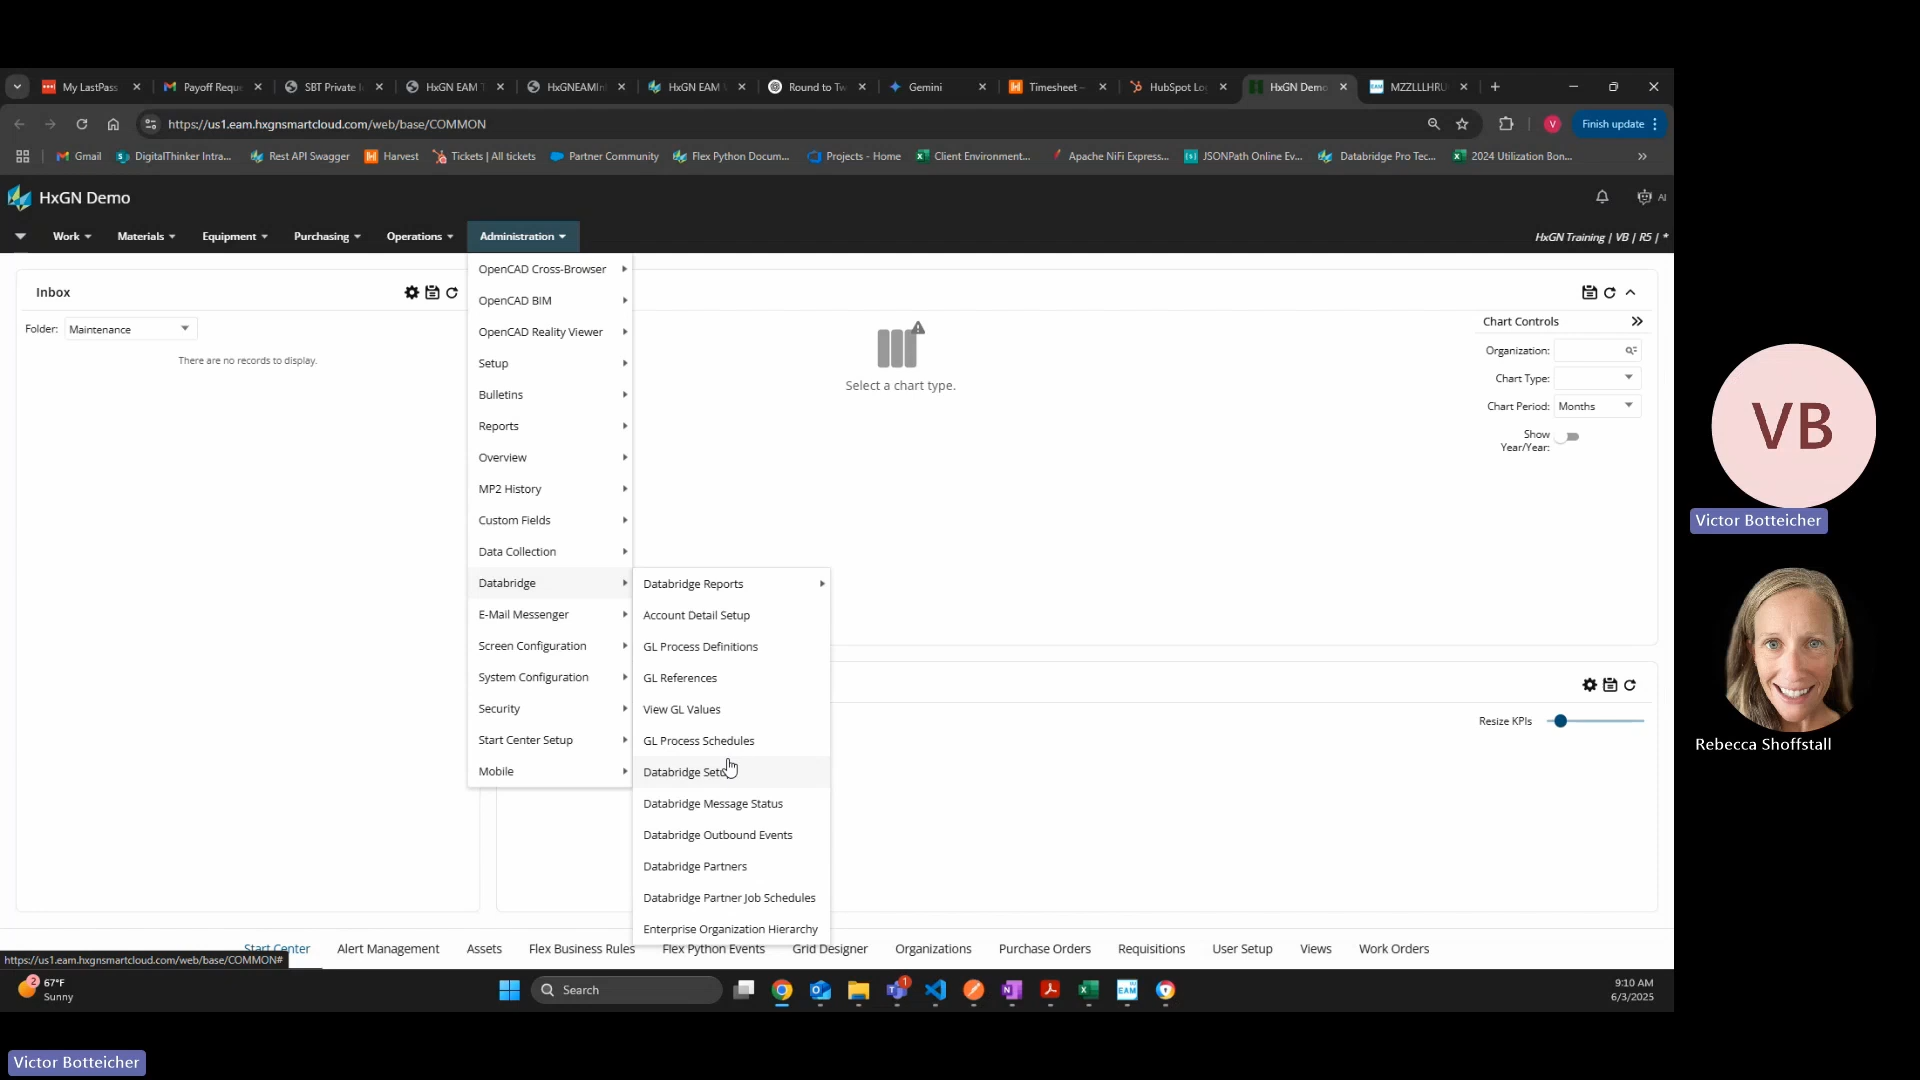 My LastPass
Payoff Reque
SBT Private I
HxGN EAM T
HxGNEAMIn
HxGN EAM
Round to Tw
Gemini
Timesheet –
HubSpot Lo
HxGN Demo
MZZLLLHRU
https://us1.eam.hxgnsmartcloud.com/web/base/COMMON
V
Finish update
Gmail
DigitalThinker Intra...
Rest API Swagger
Harvest
Tickets | All tickets
Partner Community
Flex Python Docum...
Projects - Home
Client Environment...
Apache NiFi Express...
JSONPath Online Ev...
Databridge Pro Tec...
2024 Utilization Bon...
HxGN Demo
AI
Work
Materials
Equipment
Purchasing
Operations
Administration
HxGN Training | VB | R5 | *
Inbox
Folder:
Maintenance
There are no records to display.
OpenCAD Cross-Browser
OpenCAD BIM
OpenCAD Reality Viewer
Setup
Bulletins
Reports
Overview
MP2 History
Custom Fields
Data Collection
Databridge
E-Mail Messenger
Screen Configuration
System Configuration
Security
Start Center Setup
Mobile
Databridge Reports
Account Detail Setup
GL Process Definitions
GL References
View GL Values
GL Process Schedules
Databridge Setu
Databridge Message Status
Databridge Outbound Events
Databridge Partners
Databridge Partner Job Schedules
Enterprise Organization Hierarchy
Select a chart type.
Chart Controls
Organization:
Chart Type:
Chart Period:
Months
Show
Year/Year:
Resize KPIs
Start Center
Alert Management
Assets
Flex Business Rules
Flex Python Events
Grid Designer
Organizations
Purchase Orders
Requisitions
User Setup
Views
Work Orders
https://us1.eam.hxgnsmartcloud.com/web/base/COMMON#
2
67°F
Sunny
Search
1
EAM
9:10 AM
6/3/2025
VB
Victor Botteicher
Rebecca Shoffstall
Victor Botteicher